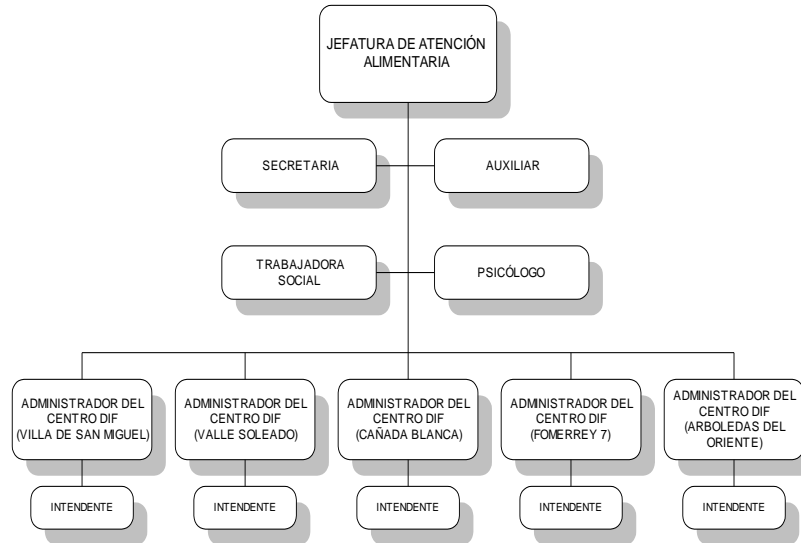 JEFATURA DE ATENCIÓN
ALIMENTARIA
SECRETARIA
AUXILIAR
TRABAJADORA
SOCIAL
PSICÓLOGO
ADMINISTRADOR DEL
CENTRO DIF
(VILLA DE SAN MIGUEL)
ADMINISTRADOR DEL
CENTRO DIF
(VALLE SOLEADO)
ADMINISTRADOR DEL
CENTRO DIF
(CAÑADA BLANCA)
ADMINISTRADOR DEL
CENTRO DIF
(FOMERREY 7)
ADMINISTRADOR DEL
CENTRO DIF
(ARBOLEDAS DEL
ORIENTE)
INTENDENTE
INTENDENTE
INTENDENTE
INTENDENTE
INTENDENTE